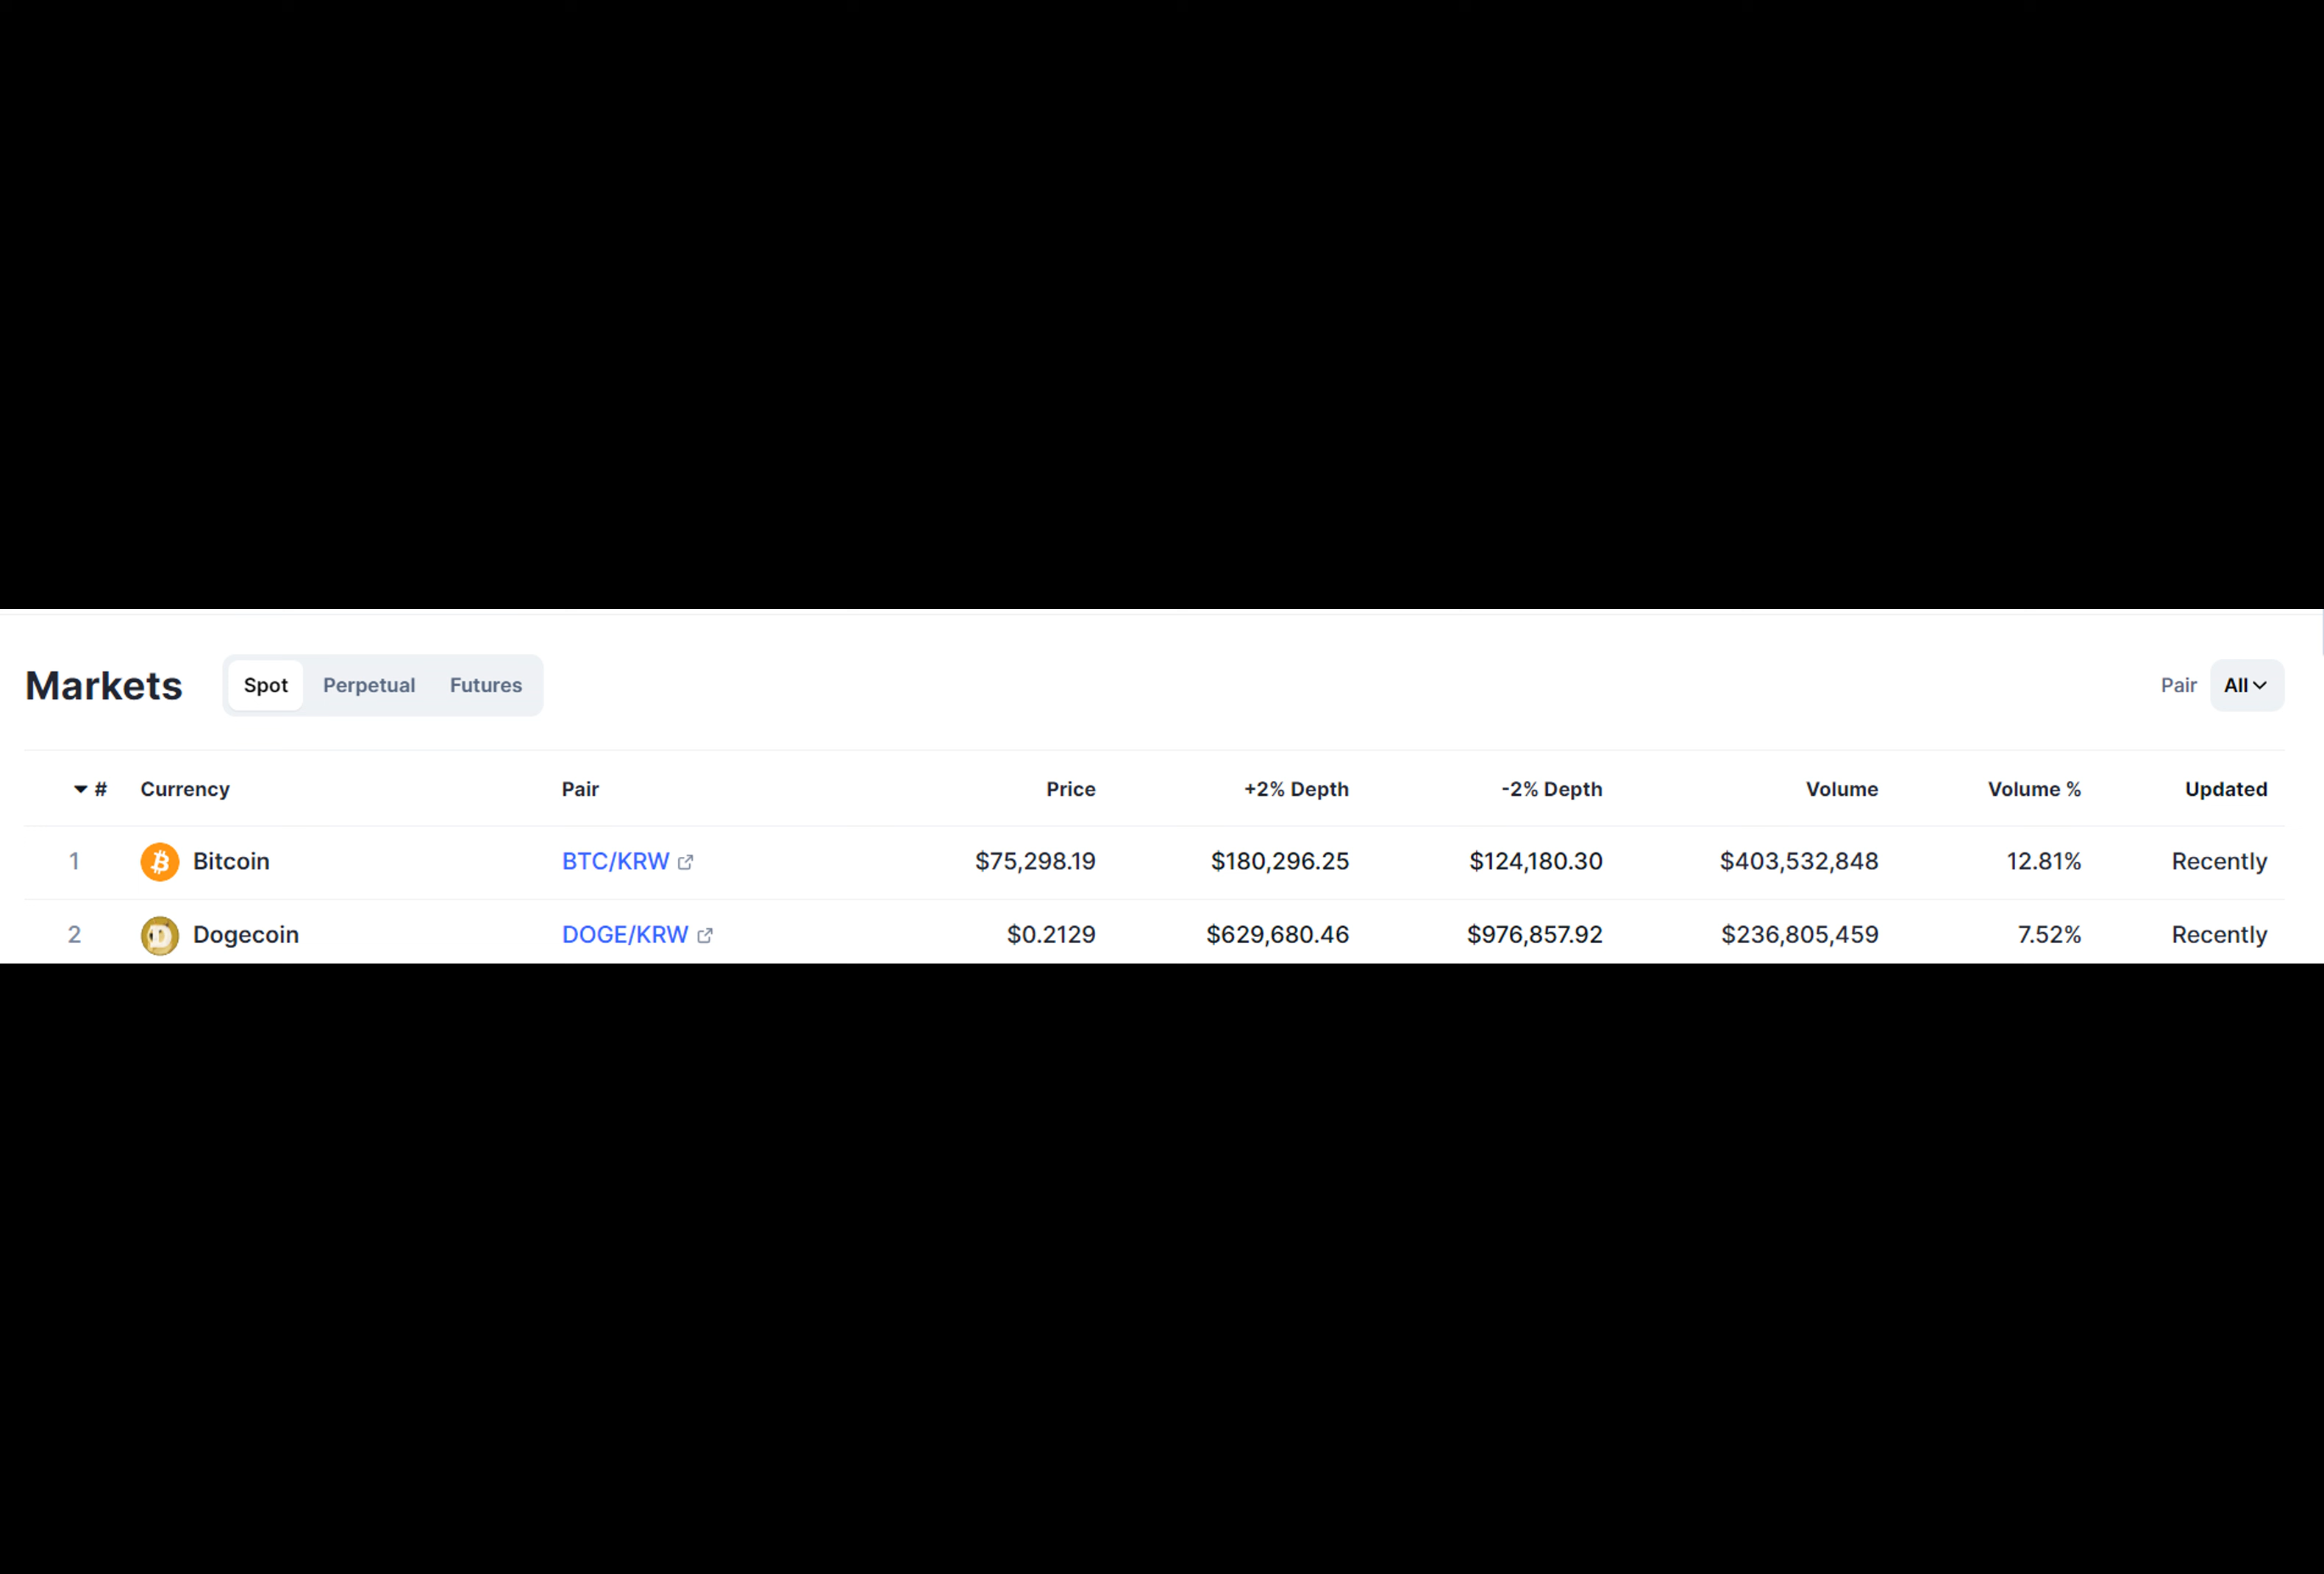 Markets Spot Perpetual Futures Pair All
# Currency Pair Price +2% Depth -2% Depth Volume Volume % Updated
1 Bitcoin BTC/KRW $75,298.19 $180,296.25 $124,180.30 $403,532,848 12.81% Recently
2 Dogecoin DOGE/KRW $0.2129 $629,680.46 $976,857.92 $236,805,459 7.52% Recently